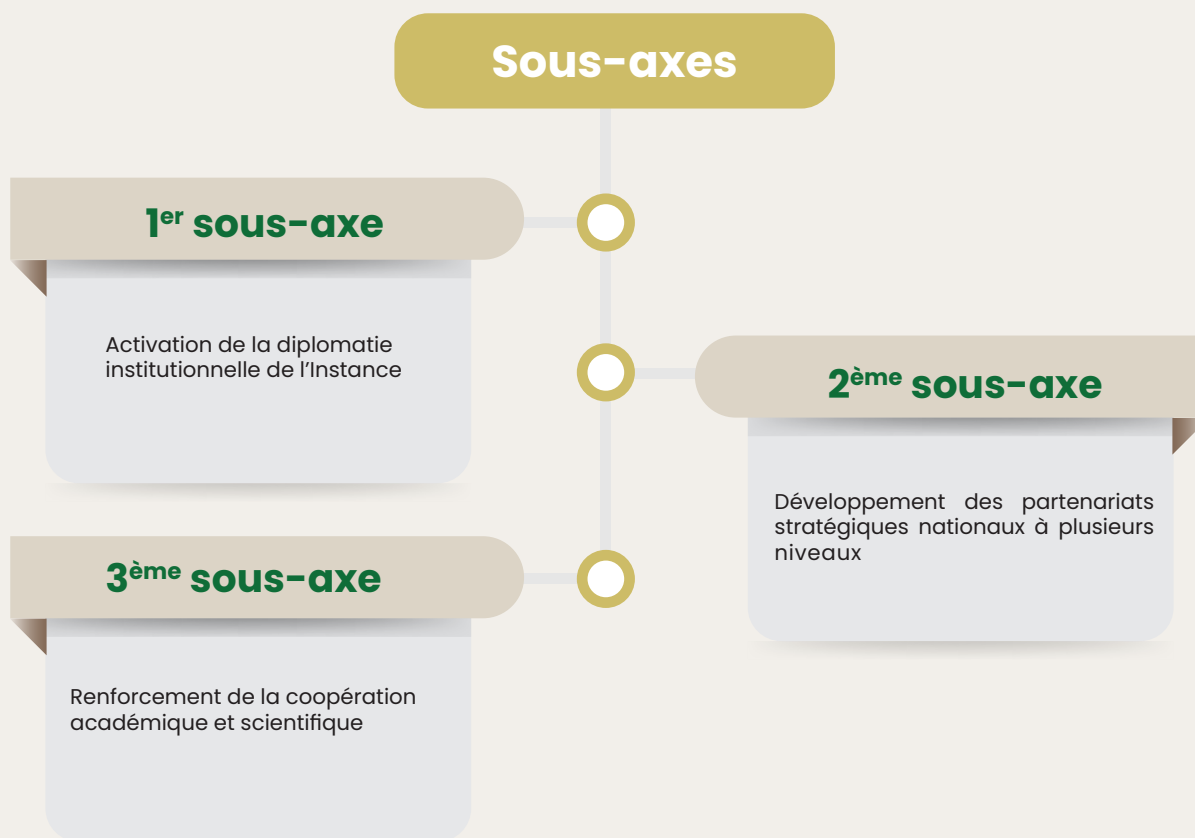 Sous-axes
1er sous-axe
Activation de la diplomatie
institutionnelle de l’Instance
2ème sous-axe
Développement des partenariats
stratégiques nationaux à plusieurs
niveaux
3ème sous-axe
Renforcement de la coopération
académique et scientifique